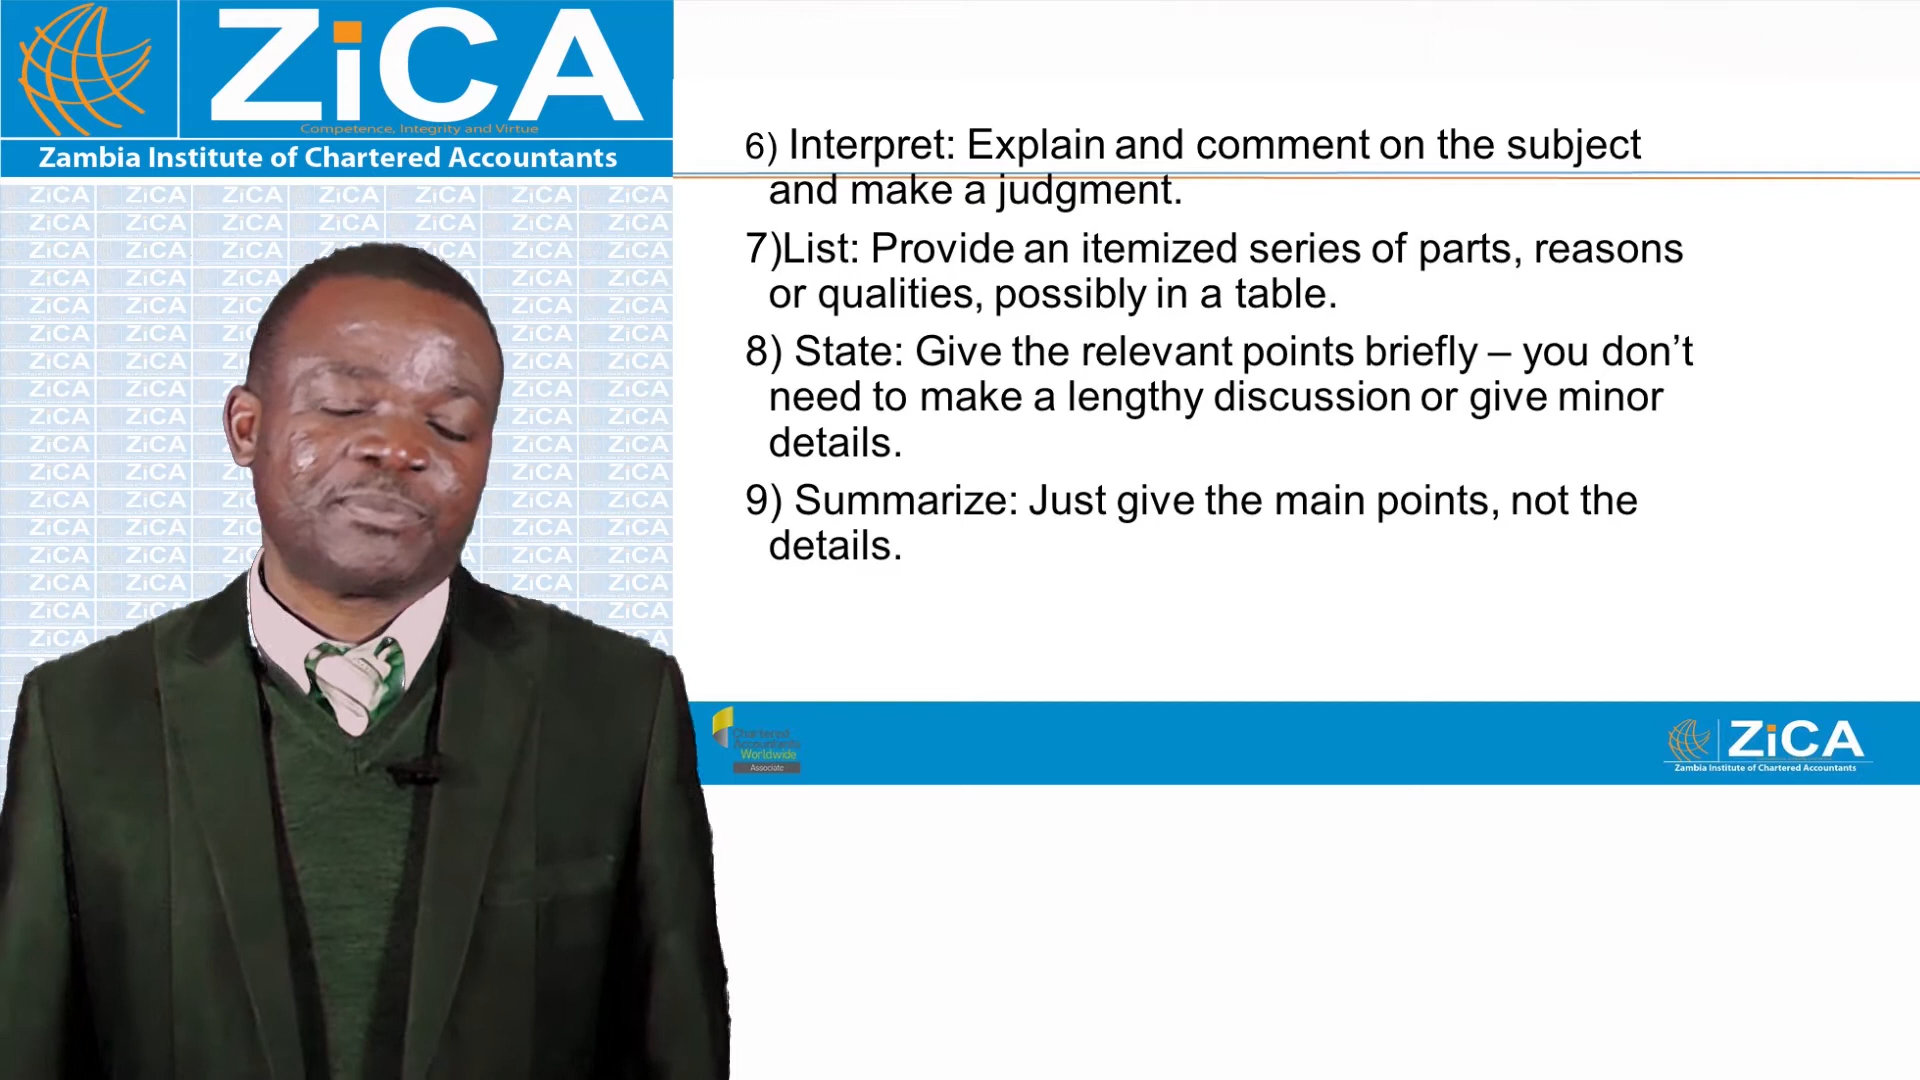 ZiCA
Competence, Integrity and Virtue
Zambia Institute of Chartered Accountants
6) Interpret: Explain and comment on the subject
and make a judgment.
7)List: Provide an itemized series of parts, reasons
or qualities, possibly in a table.
8) State: Give the relevant points briefly – you don’t
need to make a lengthy discussion or give minor
details.
9) Summarize: Just give the main points, not the
details.
Chartered
Accountants
Worldwide
Associate
ZiCA
Zambia Institute of Chartered Accountants